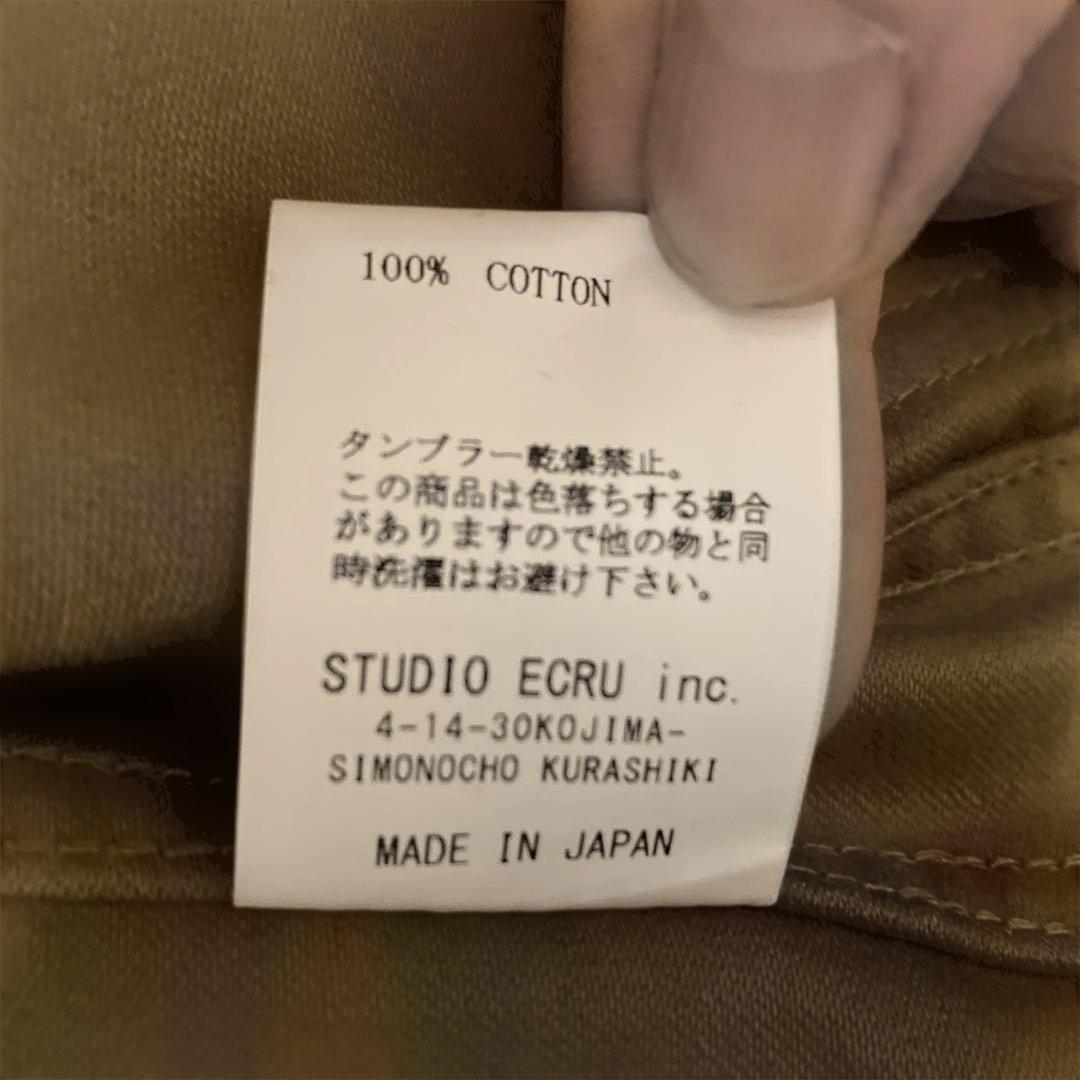 100% COTTON
タンブラー乾燥禁止。
この商品は色落ちする場合
がありますので他の物と同
時洗濯はお避け下さい。
STUDIO ECRU inc.
4-14-30KOJIMA-
SIMONOCHO KURASHIKI
MADE IN JAPAN